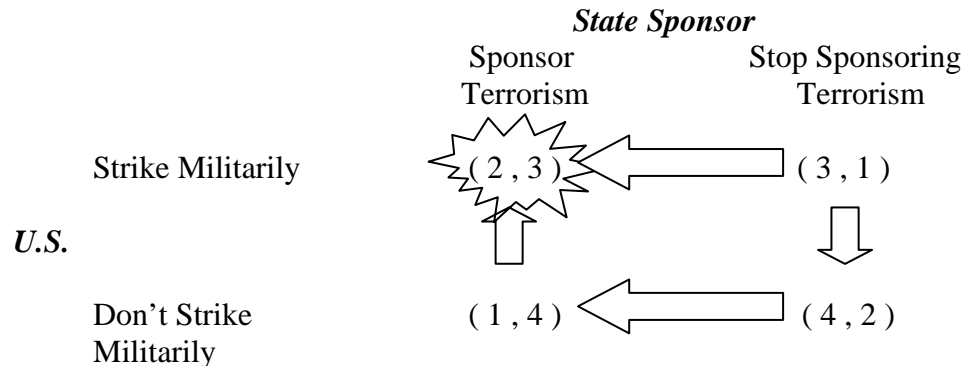 State Sponsor
Sponsor Stop Sponsoring
Terrorism Terrorism
Strike Militarily ( 2 , 3 ) ( 3 , 1 )
U.S.
Don't Strike ( 1 , 4 ) ( 4 , 2 )
Militarily